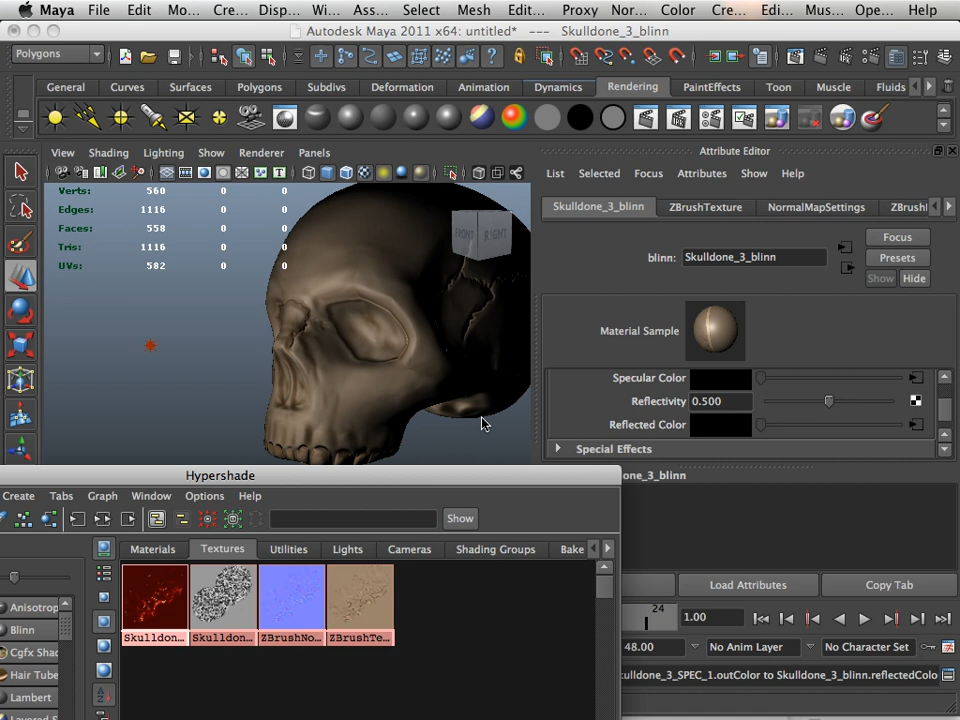 Maya File Edit Mo... Cre... Disp... Wi... Ass... Select Mesh Edit... Proxy Nor... Color Cre... Edi... Mus... Ope... Help
Autodesk Maya 2011 x64: untitled* --- Skulldone_3_blinn
Polygons
General Curves Surfaces Polygons Subdivs Deformation Animation Dynamics Rendering PaintEffects Toon Muscle Fluids
View Shading Lighting Show Renderer Panels
Attribute Editor
List Selected Focus Attributes Show Help
Verts: 560 0 0
Edges: 1116 0 0
Faces: 558 0 0
Tris: 1116 0 0
UVs: 582 0 0
FRONT RIGHT
Skulldone_3_blinn ZBrushTexture NormalMapSettings ZBrushI
blinn: Skulldone_3_blinn
Focus
Presets
Show Hide
Material Sample
Specular Color
Reflectivity 0.500
Reflected Color
Special Effects
one_3_blinn
Hypershade
Create Tabs Graph Window Options Help
Show
Materials Textures Utilities Lights Cameras Shading Groups Bake
Anisotrop
Blinn
Cgfx Shad
Hair Tube
Lambert
Layered S
Skulldon... Skulldon... ZBrushNo... ZBrushTe...
Load Attributes Copy Tab
24
1.00
48.00 No Anim Layer No Character Set
ulldone_3_SPEC_1.outColor to Skulldone_3_blinn.reflectedColo